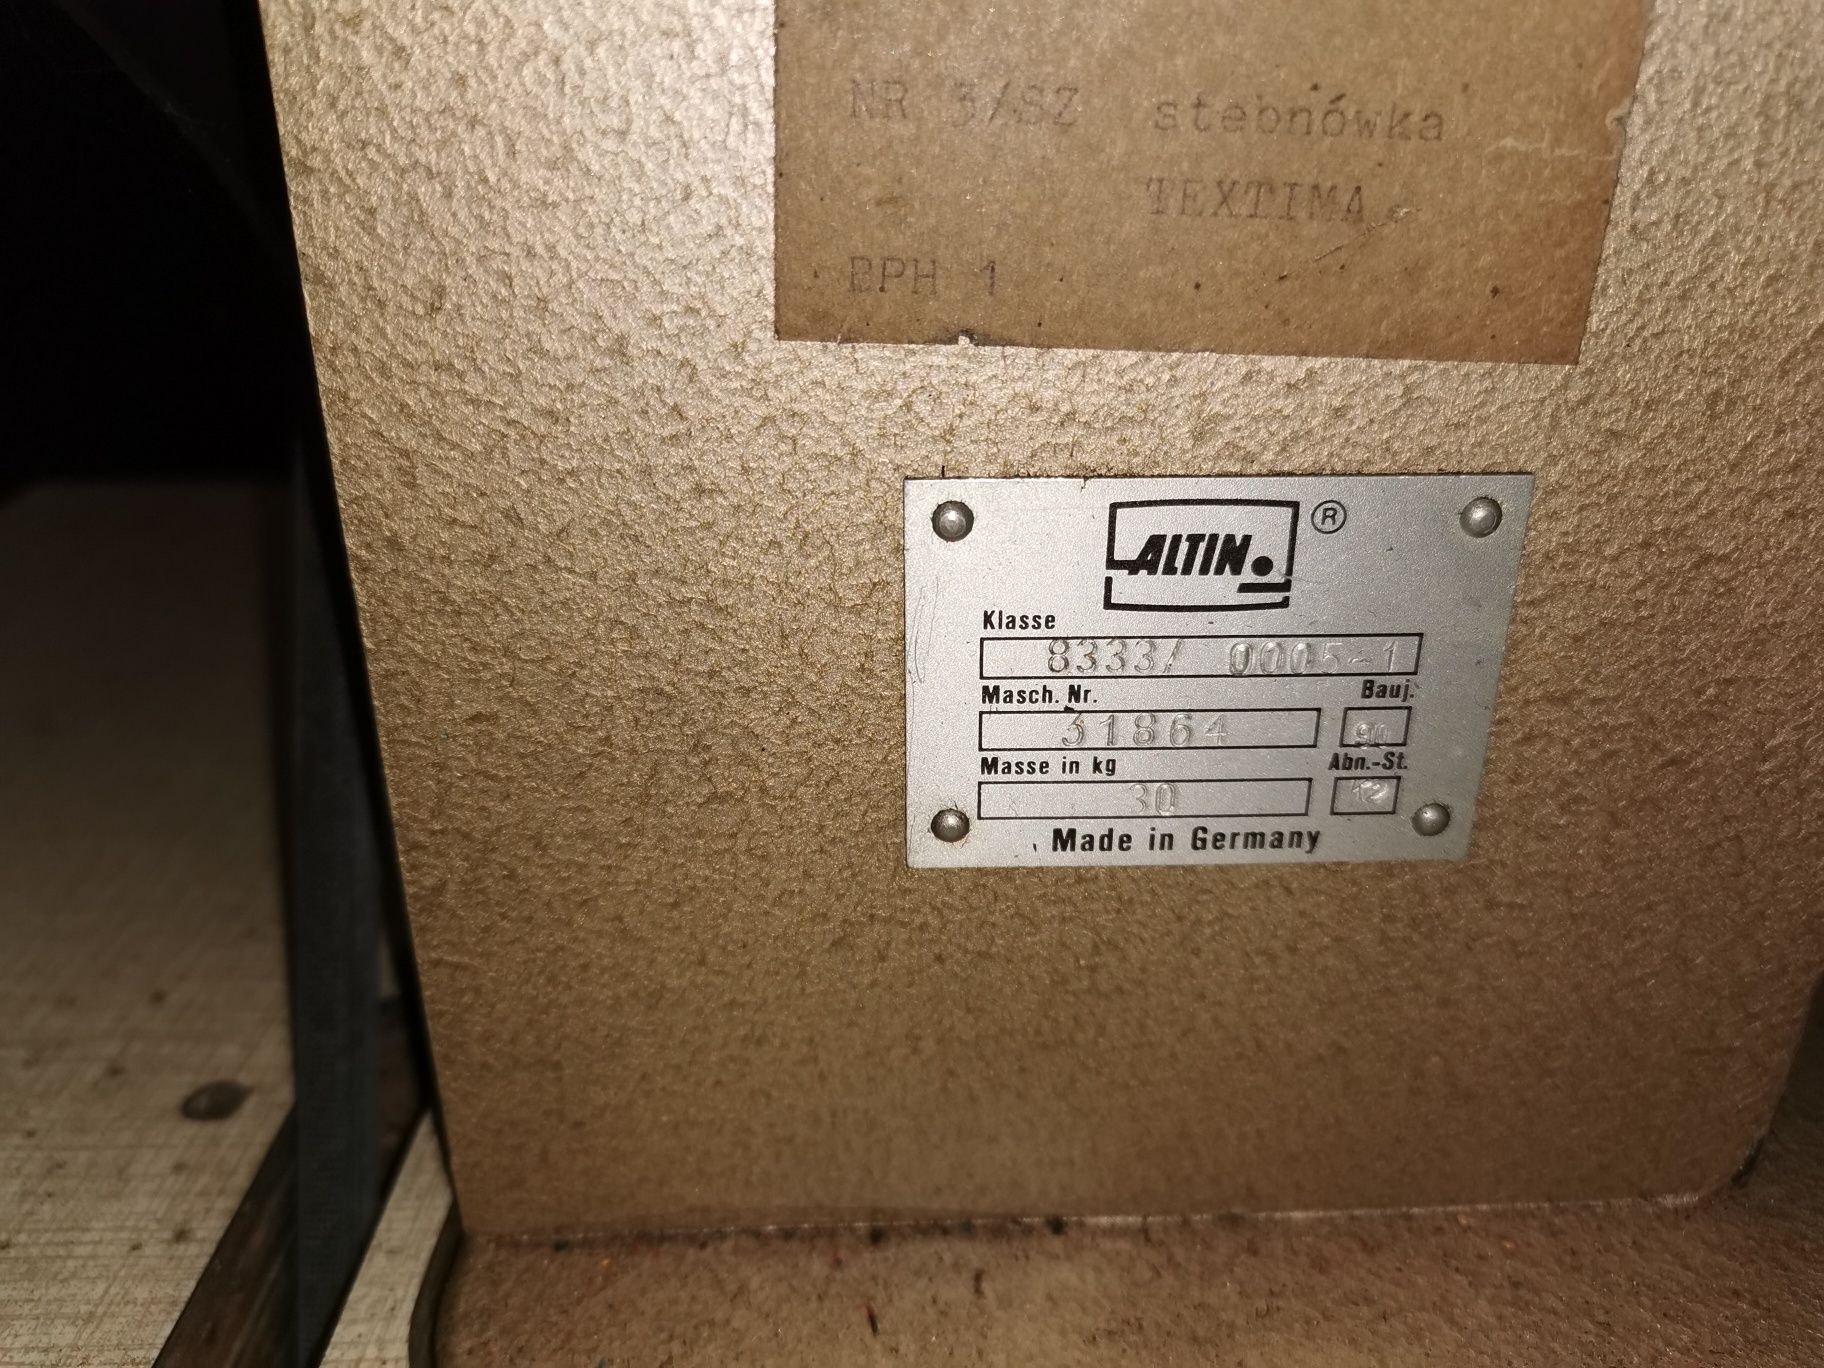 NR 3/SZ stebnówka
TEXTIMA
BPH 1
ALTIN. ®
Klasse
8333/ 0005-1
Masch. Nr. Bauj.
31864 90
Masse in kg Abn.-St.
30 12
Made in Germany